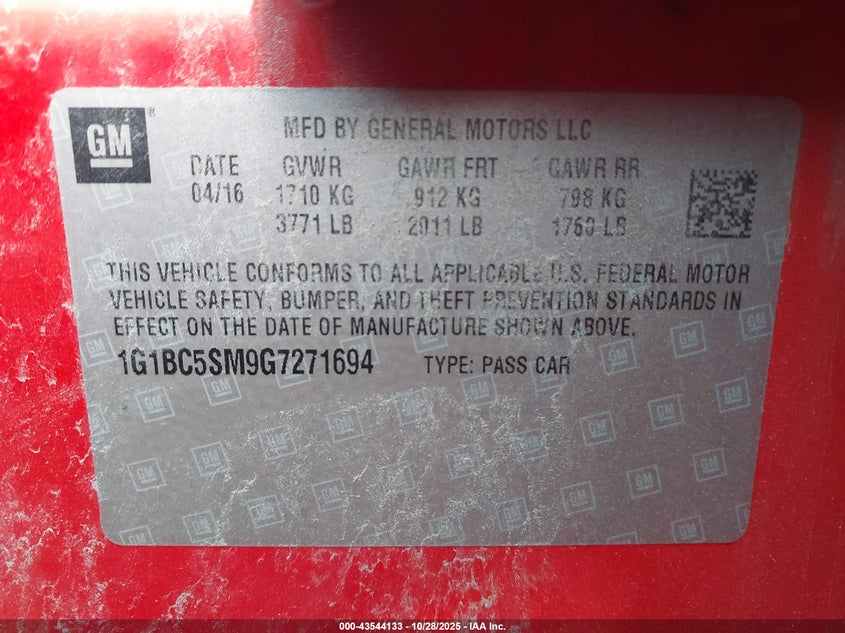 GM ®
MFD BY GENERAL MOTORS LLC
DATE GVWR GAWR FRT GAWR RR
04/16 1710 KG 912 KG 798 KG
3771 LB 2011 LB 1760 LB
THIS VEHICLE CONFORMS TO ALL APPLICABLE U.S. FEDERAL MOTOR
VEHICLE SAFETY, BUMPER, AND THEFT PREVENTION STANDARDS IN
EFFECT ON THE DATE OF MANUFACTURE SHOWN ABOVE.
1G1BC5SM9G7271694 TYPE: PASS CAR
000-43544133 - 10/28/2025 - IAA Inc.